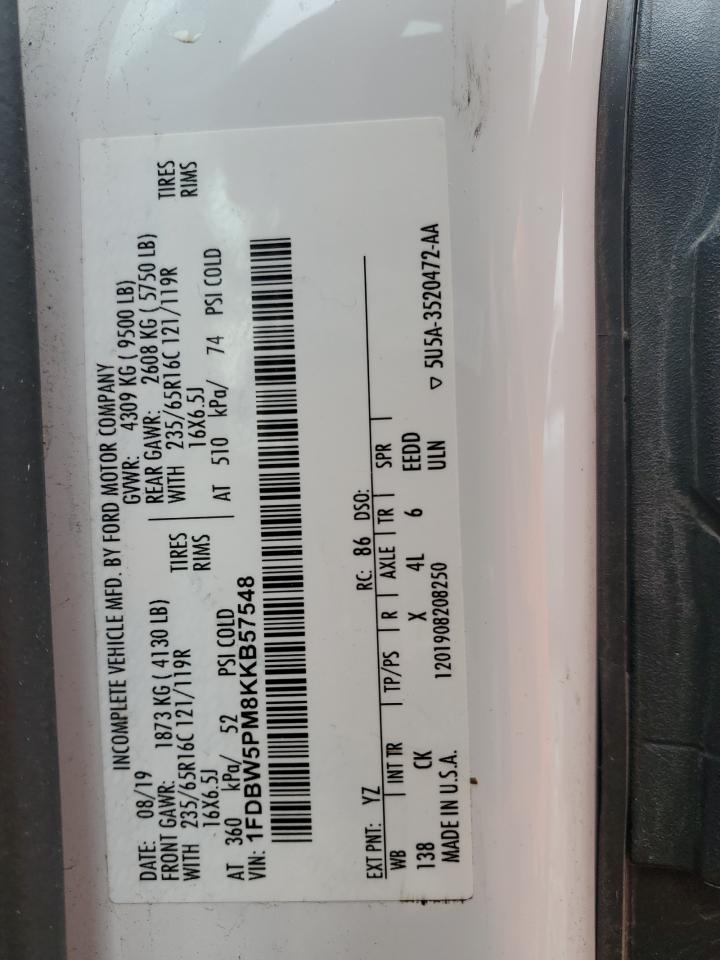 INCOMPLETE VEHICLE MFD. BY FORD MOTOR COMPANY
DATE: 08/19 GVWR: 4309 KG ( 9500 LB)
FRONT GAWR: 1873 KG ( 4130 LB) REAR GAWR: 2608 KG ( 5750 LB)
WITH 235/65R16C 121/119R TIRES WITH 235/65R16C 121/119R TIRES
16X6.5J RIMS 16X6.5J RIMS
AT 360 kPa/ 52 PSI COLD AT 510 kPa/ 74 PSI COLD
VIN: 1FDBW5PM8KKB57548
EXT PNT: YZ RC: 86 DSO:
WB INT TR TP/PS R AXLE TR SPR
138 CK X 4L 6 EEDD
1201908208250 ULN
MADE IN U.S.A. ▽ 5U5A-3520472-AA